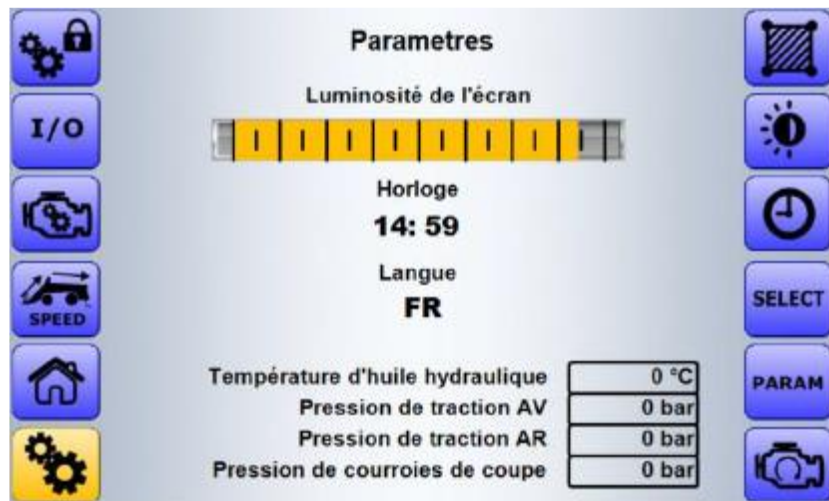 Parametres
Luminosité de l'écran
I/O
Horloge
14: 59
Langue
FR
SPEED
SELECT
Température d'huile hydraulique 0 °C
PARAM
Pression de traction AV 0 bar
Pression de traction AR 0 bar
Pression de courroies de coupe 0 bar